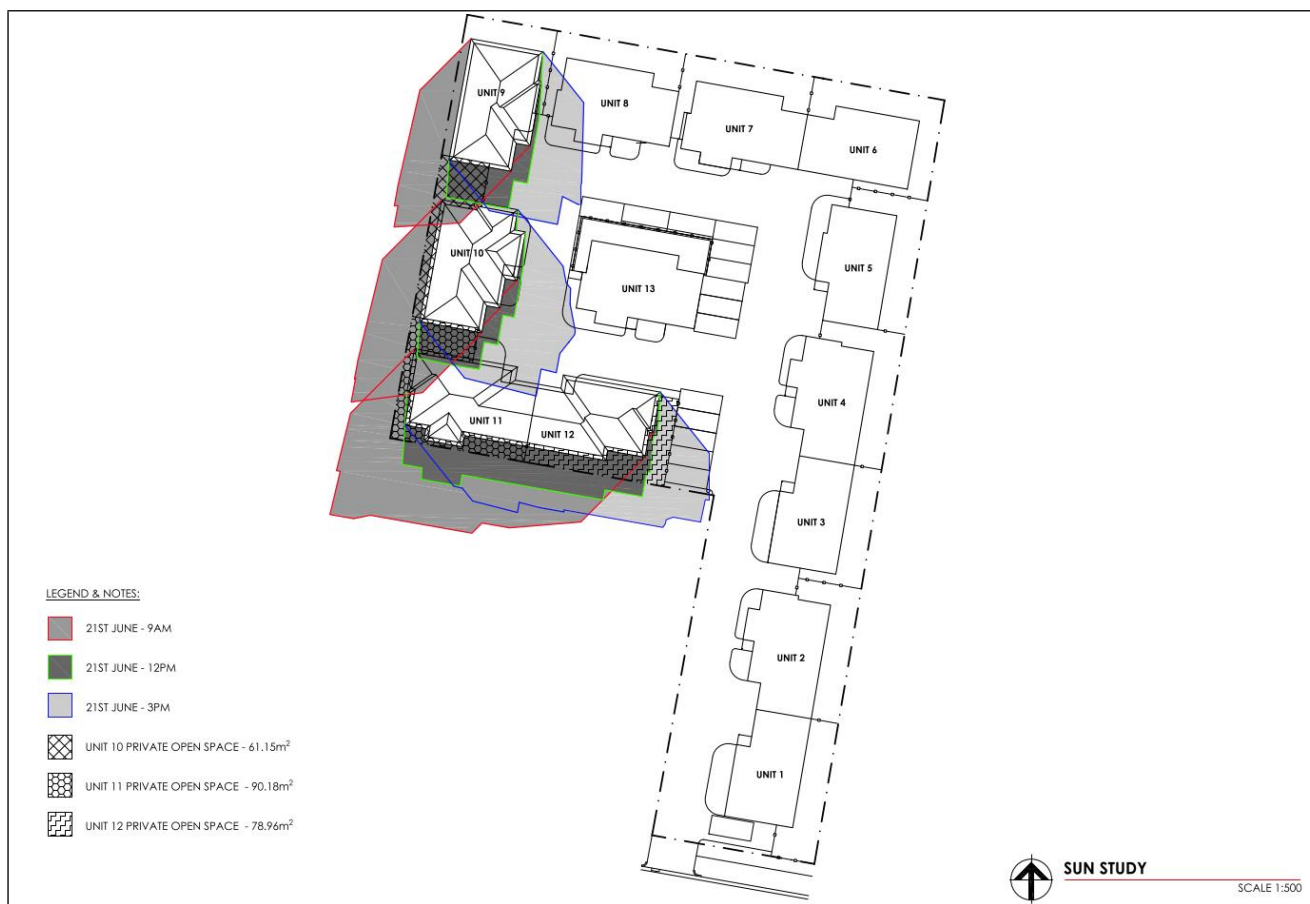 UNIT 9
UNIT 8
UNIT 7
UNIT 6
UNIT 10
UNIT 5
UNIT 13
UNIT 4
UNIT 11
UNIT 12
UNIT 3
UNIT 2
UNIT 1
LEGEND & NOTES:
21ST JUNE - 9AM
21ST JUNE - 12PM
21ST JUNE - 3PM
UNIT 10 PRIVATE OPEN SPACE - 61.15m²
UNIT 11 PRIVATE OPEN SPACE - 90.18m²
UNIT 12 PRIVATE OPEN SPACE - 78.96m²
SUN STUDY
SCALE 1:500